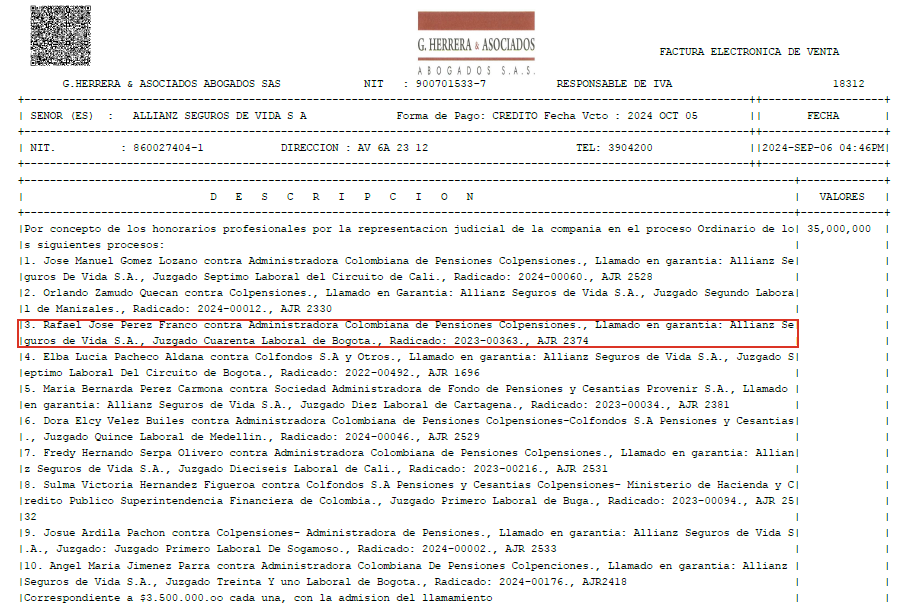 G. HERRERA & ASOCIADOS
ABOGADOS S.A.S.
FACTURA ELECTRONICA DE VENTA
G.HERRERA & ASOCIADOS ABOGADOS SAS NIT : 900701533-7 RESPONSABLE DE IVA 18312
SENOR (ES) : ALLIANZ SEGUROS DE VIDA S A Forma de Pago: CREDITO Fecha Vcto : 2024 OCT 05 FECHA
NIT. : 860027404-1 DIRECCION : AV 6A 23 12 TEL: 3904200 2024-SEP-06 04:46PM
D E S C R I P C I O N VALORES
Por concepto de los honorarios profesionales por la representacion judicial de la compania en el proceso Ordinario de lo 35,000,000
s siguientes procesos:
1. Jose Manuel Gomez Lozano contra Administradora Colombiana de Pensiones Colpensiones., Llamado en garantia: Allianz Se
guros De Vida S.A., Juzgado Septimo Laboral del Circuito de Cali., Radicado: 2024-00060., AJR 2528
2. Orlando Zamudo Quecan contra Colpensiones., Llamado en Garantia: Allianz Seguros de Vida S.A., Juzgado Segundo Labora
l de Manizales., Radicado: 2024-00012., AJR 2330
3. Rafael Jose Perez Franco contra Administradora Colombiana de Pensiones Colpensiones., Llamado en garantia: Allianz Se
guros de Vida S.A., Juzgado Cuarenta Laboral de Bogota., Radicado: 2023-00363., AJR 2374
4. Elba Lucia Pacheco Aldana contra Colfondos S.A y Otros., Llamado en garantia: Allianz Seguros de Vida S.A., Juzgado S
eptimo Laboral Del Circuito de Bogota., Radicado: 2022-00492., AJR 1696
5. Maria Bernarda Perez Carmona contra Sociedad Administradora de Fondo de Pensiones y Cesantias Provenir S.A., Llamado
en garantia: Allianz Seguros de Vida S.A., Juzgado Diez Laboral de Cartagena., Radicado: 2023-00034., AJR 2381
6. Dora Elcy Velez Builes contra Administradora Colombiana de Pensiones Colpensiones-Colfondos S.A Pensiones y Cesantias
., Juzgado Quince Laboral de Medellin., Radicado: 2024-00046., AJR 2529
7. Fredy Hernando Serpa Olivero contra Administradora Colombiana de Pensiones Colpenciones., Llamado en garantia: Allian
z Seguros de Vida S.A., Juzgado Dieciseis Laboral de Cali., Radicado: 2023-00216., AJR 2531
8. Sulma Victoria Hernandez Figueroa contra Colfondos S.A Pensiones y Cesantias Colpensiones- Ministerio de Hacienda y C
redito Publico Superintendencia Financiera de Colombia., Juzgado Primero Laboral de Buga., Radicado: 2023-00094., AJR 25
32
9. Josue Ardila Pachon contra Colpensiones- Administradora de Pensiones., Llamado en garantia: Allianz Seguros de Vida S
.A., Juzgado: Juzgado Primero Laboral De Sogamoso., Radicado: 2024-00002., AJR 2533
10. Angel Maria Jimenez Parra contra Administradora Colombiana De Pensiones Colpenciones., Llamado en garantia: Allianz
Seguros de Vida S.A., Juzgado Treinta Y uno Laboral de Bogota., Radicado: 2024-00176., AJR2418
Correspondiente a $3.500.000.oo cada una, con la admision del llamamiento